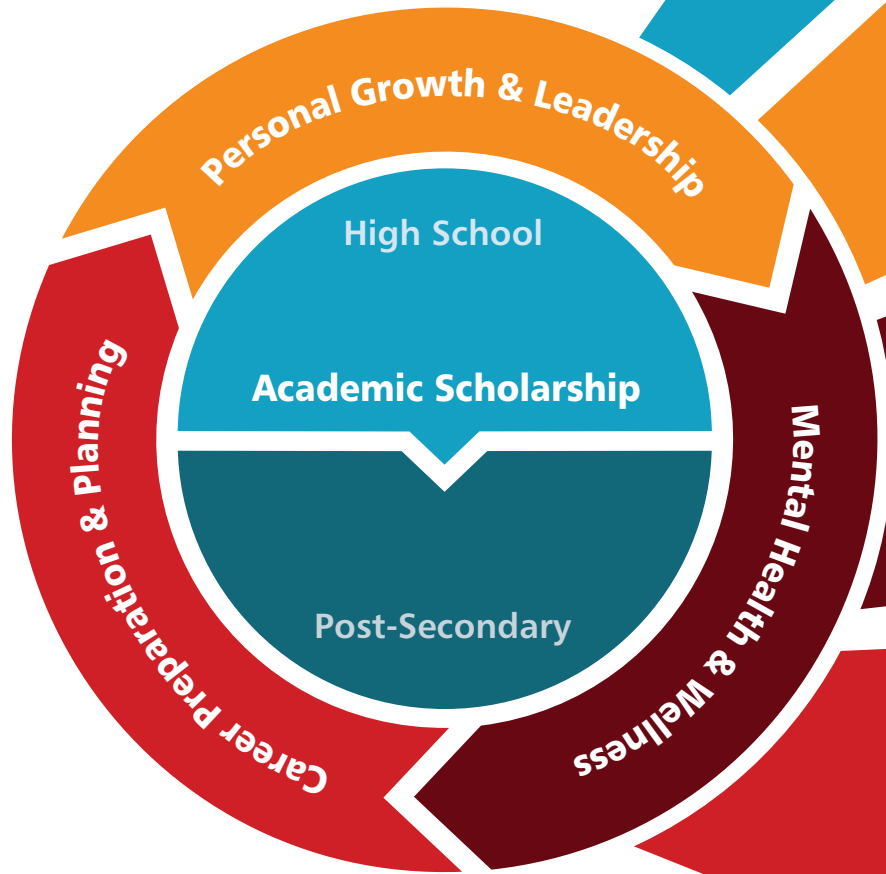 Personal Growth & Leadership
High School
Academic Scholarship
Mental Health & Wellness
Career Preparation & Planning
Post-Secondary